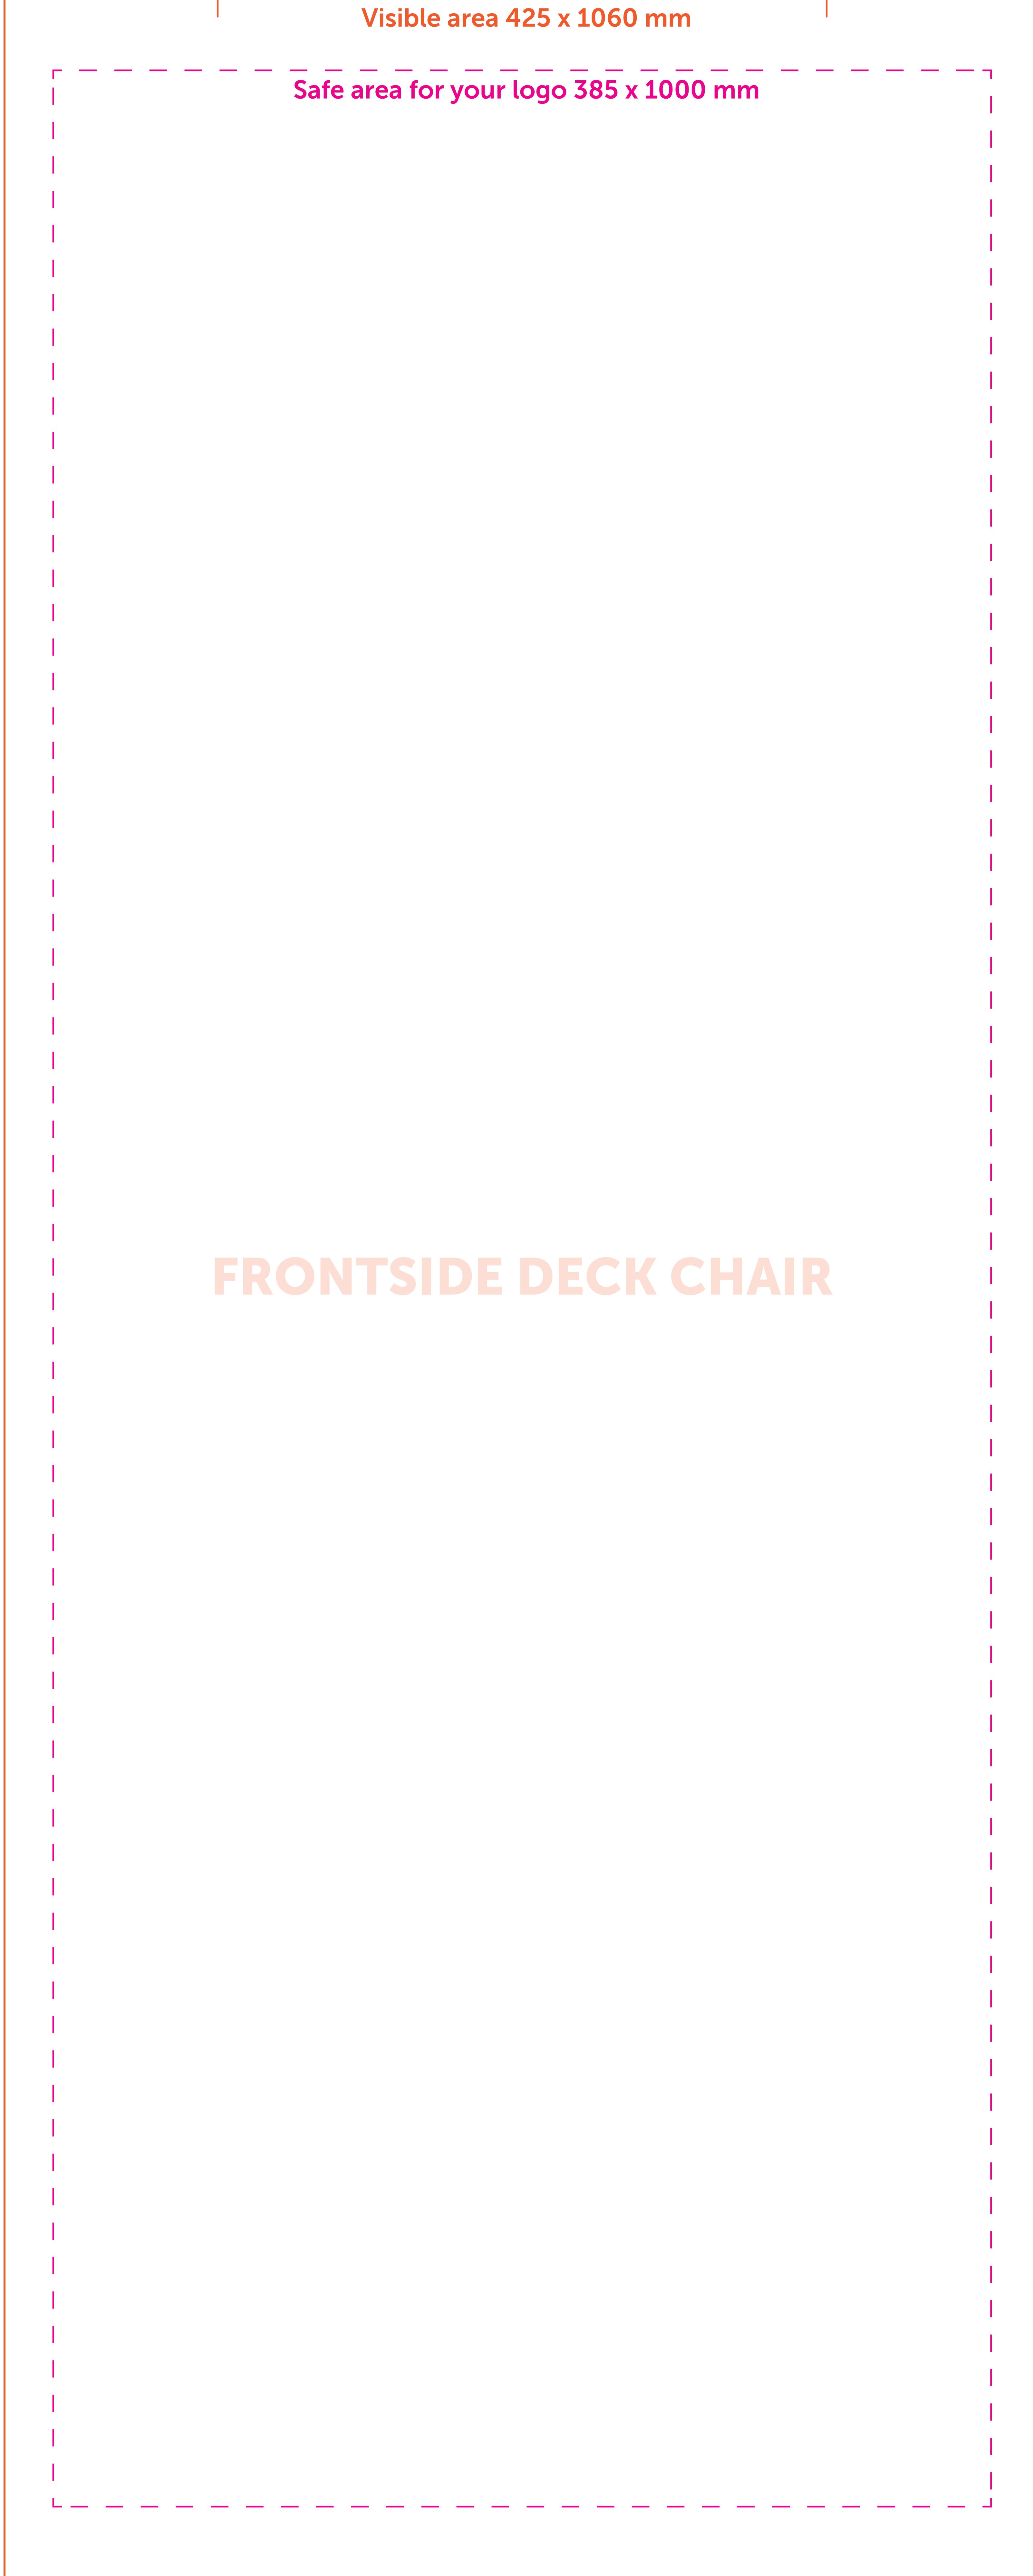 Visible area 425 x 1060 mm
Safe area for your logo 385 x 1000 mm
FRONTSIDE DECK CHAIR